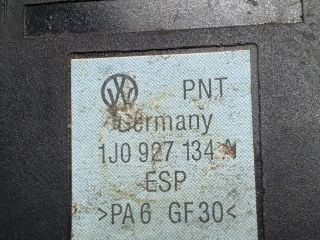 PNT
Germany
1J0 927 134 N
ESP
>PA6 GF30<